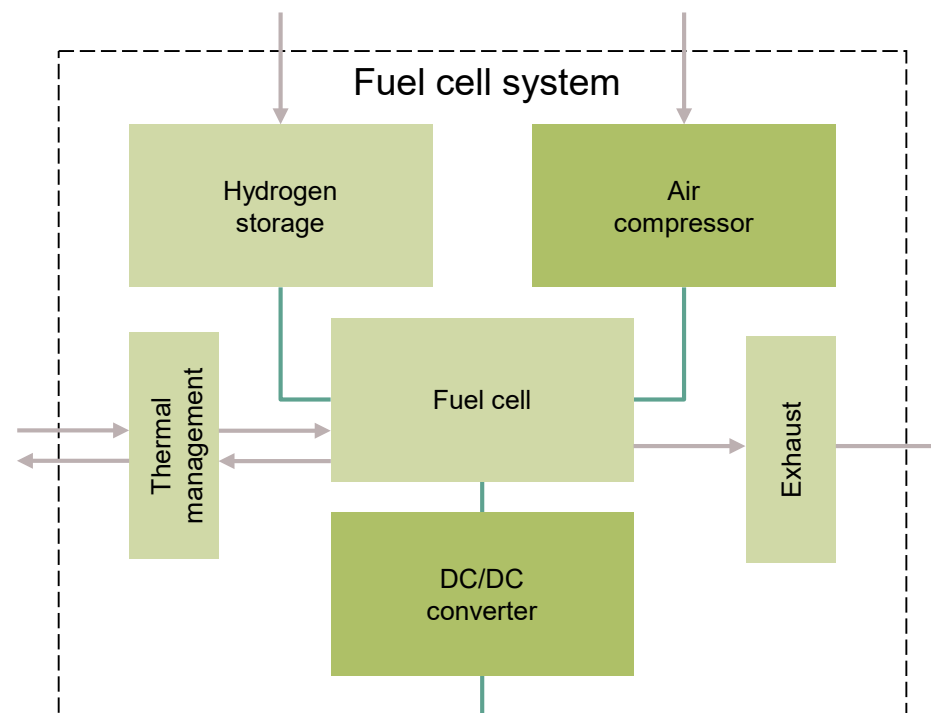 Fuel cell system
Hydrogen
storage
Air
compressor
Thermal
management
Fuel cell
Exhaust
DC/DC
converter